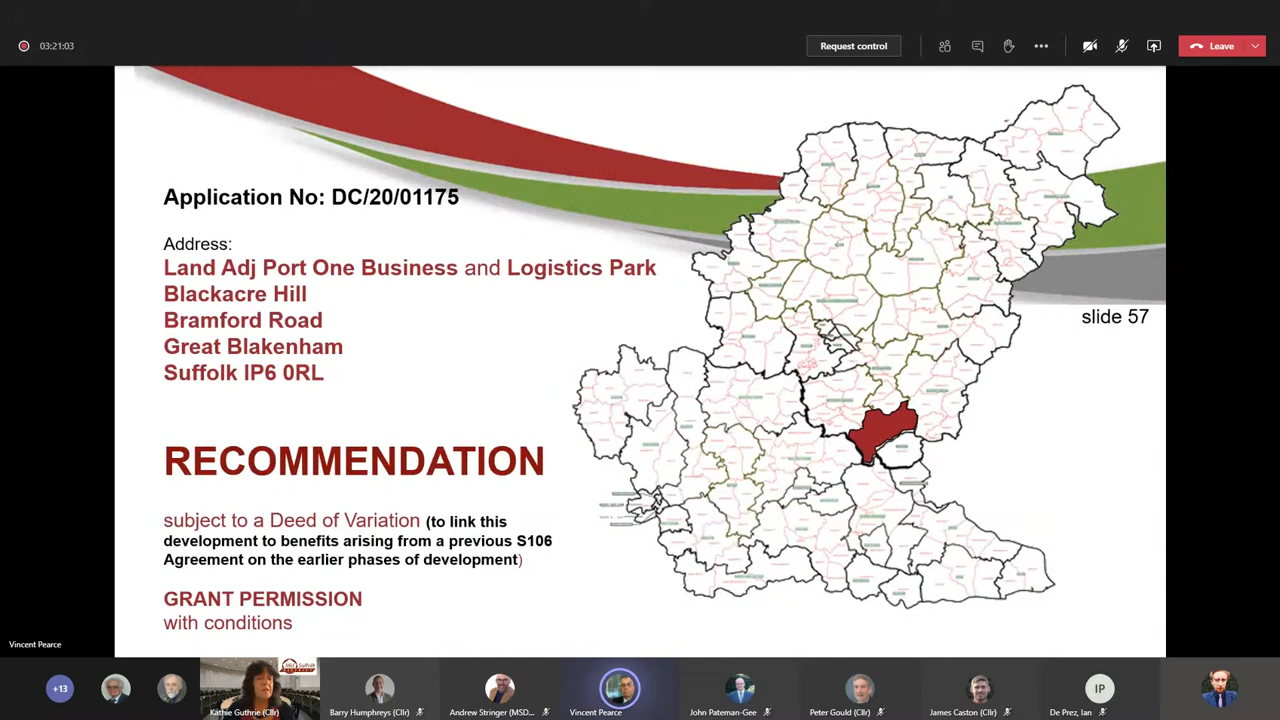 03:21:03
Request control
Leave
Application No: DC/20/01175
Address:
Land Adj Port One Business and Logistics Park
Blackacre Hill
Bramford Road
Great Blakenham
Suffolk IP6 0RL
slide 57
RECOMMENDATION
subject to a Deed of Variation (to link this
development to benefits arising from a previous S106
Agreement on the earlier phases of development)
GRANT PERMISSION
with conditions
Vincent Pearce
+13
Mid Suffolk
Kathie Guthrie (Cllr)
Barry Humphreys (Cllr)
Andrew Stringer (MSD...
Vincent Pearce
John Pateman-Gee
Peter Gould (Cllr)
James Caston (Cllr)
IP
De Prez, Ian